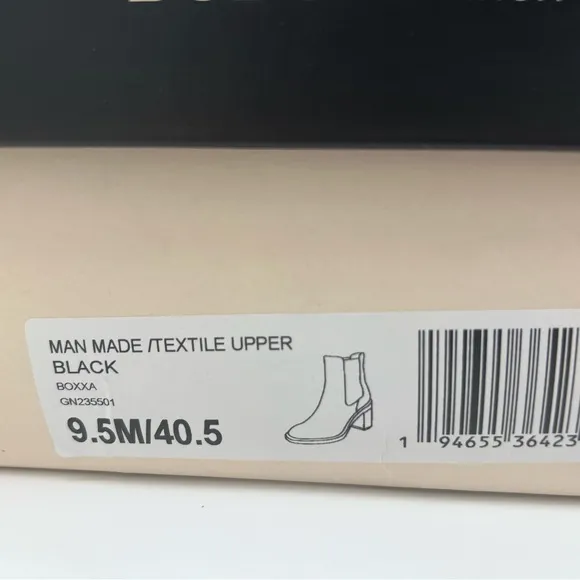 MAN MADE /TEXTILE UPPER
BLACK
BOXXA
GN235501
9.5M/40.5
1 94655 36423